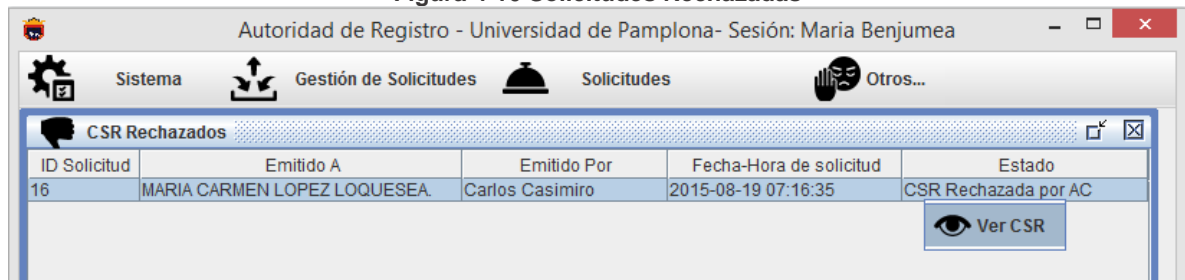 Autoridad de Registro - Universidad de Pamplona- Sesión: Maria Benjumea
Sistema Gestión de Solicitudes Solicitudes Otros...
CSR Rechazados
ID Solicitud Emitido A Emitido Por Fecha-Hora de solicitud Estado
16 MARIA CARMEN LOPEZ LOQUESEA. Carlos Casimiro 2015-08-19 07:16:35 CSR Rechazada por AC
Ver CSR